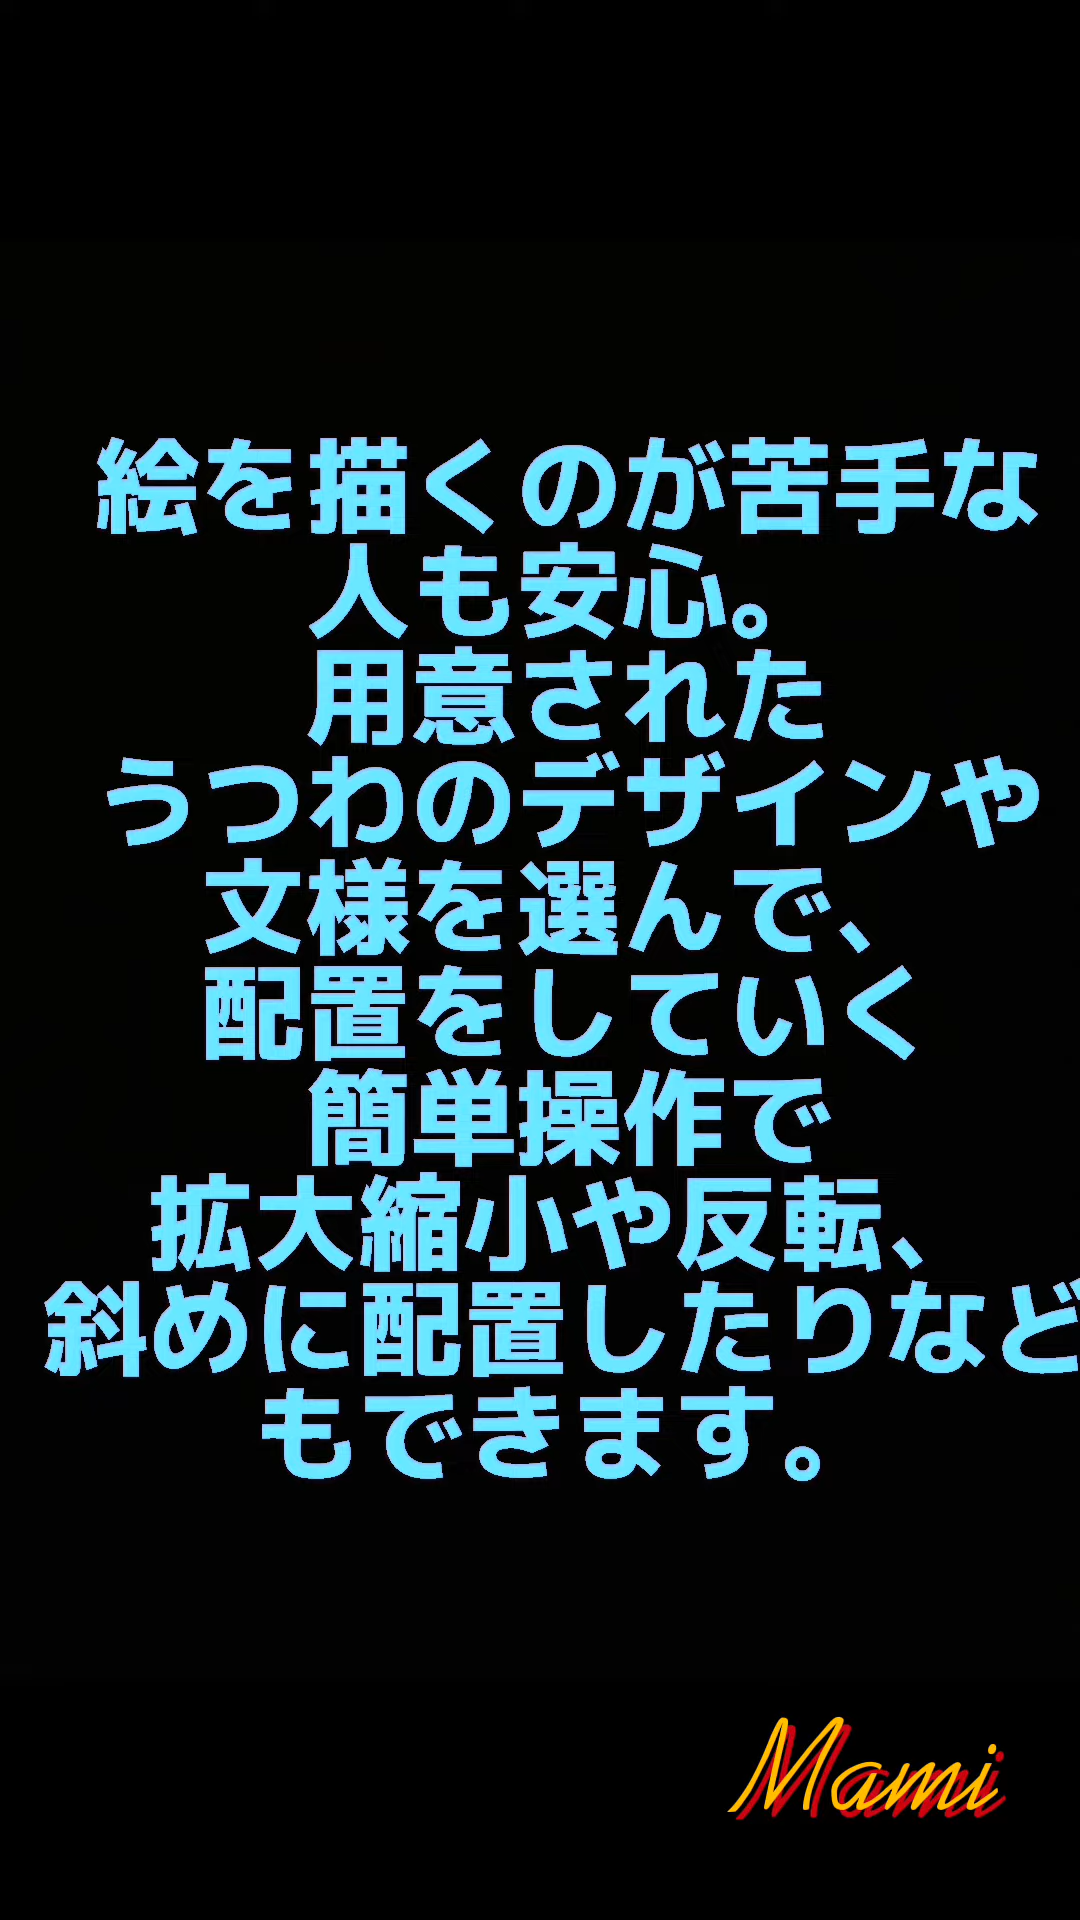 絵を描くのが苦手な
人も安心。
用意された
うつわのデザインや
文様を選んで、
配置をしていく
簡単操作で
拡大縮小や反転、
斜めに配置したりなど
もできます。
Mami